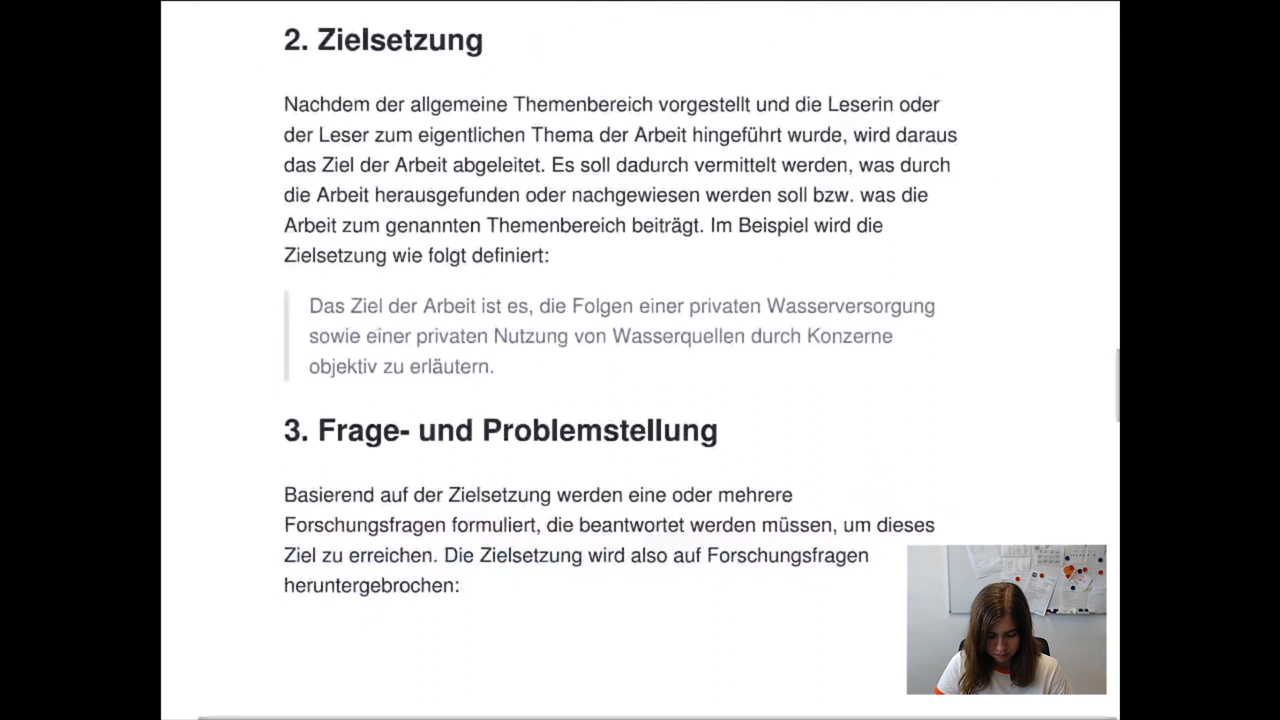 2. Zielsetzung
Nachdem der allgemeine Themenbereich vorgestellt und die Leserin oder
der Leser zum eigentlichen Thema der Arbeit hingeführt wurde, wird daraus
das Ziel der Arbeit abgeleitet. Es soll dadurch vermittelt werden, was durch
die Arbeit herausgefunden oder nachgewiesen werden soll bzw. was die
Arbeit zum genannten Themenbereich beiträgt. Im Beispiel wird die
Zielsetzung wie folgt definiert:
Das Ziel der Arbeit ist es, die Folgen einer privaten Wasserversorgung
sowie einer privaten Nutzung von Wasserquellen durch Konzerne
objektiv zu erläutern.
3. Frage- und Problemstellung
Basierend auf der Zielsetzung werden eine oder mehrere
Forschungsfragen formuliert, die beantwortet werden müssen, um dieses
Ziel zu erreichen. Die Zielsetzung wird also auf Forschungsfragen
heruntergebrochen: